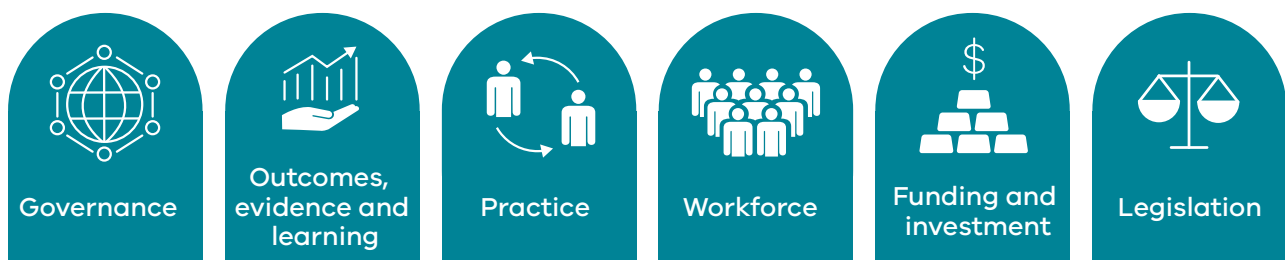 Governance
Outcomes,
evidence and
learning
Practice
Workforce
$
Funding and
investment
Legislation